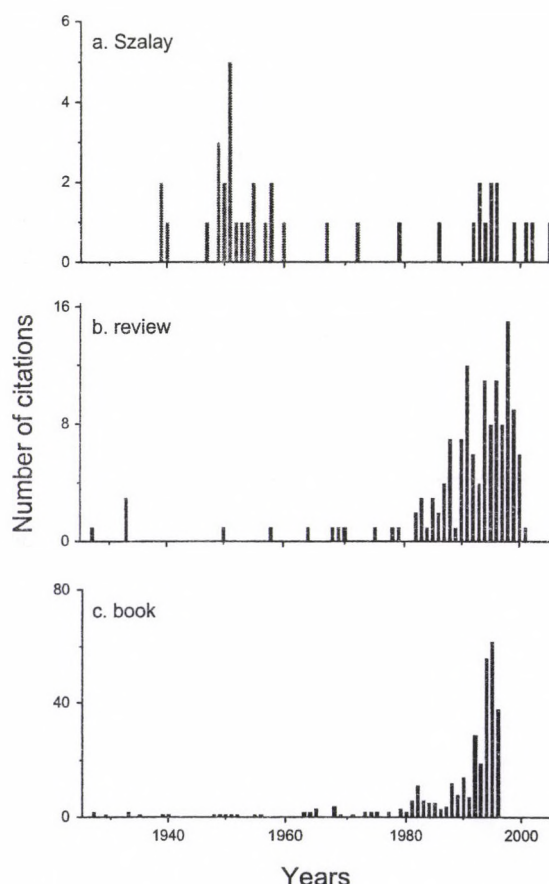 6
a. Szalay
4
2
0
16
b. review
8
0
Number of citations
80
c. book
40
0
1940 1960 1980 2000
Years